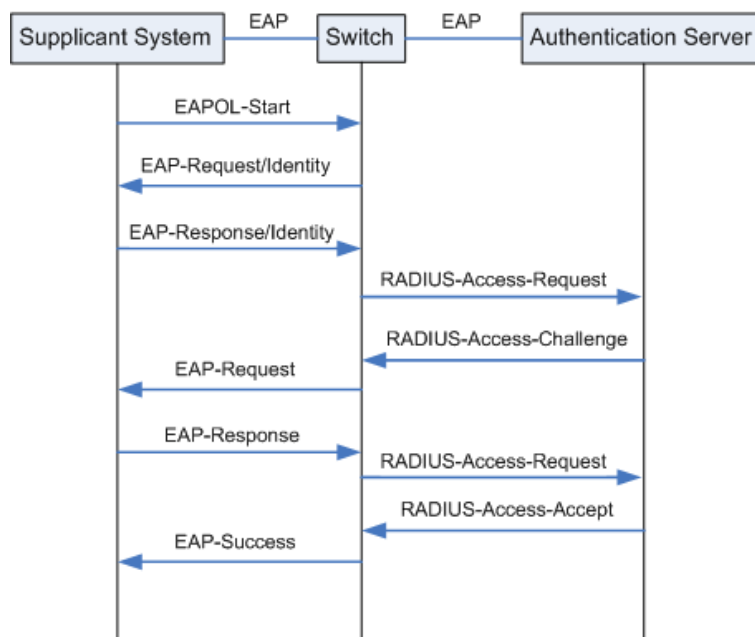 Supplicant System
EAP
Switch
EAP
Authentication Server
EAPOL-Start
EAP-Request/Identity
EAP-Response/Identity
RADIUS-Access-Request
RADIUS-Access-Challenge
EAP-Request
EAP-Response
RADIUS-Access-Request
RADIUS-Access-Accept
EAP-Success